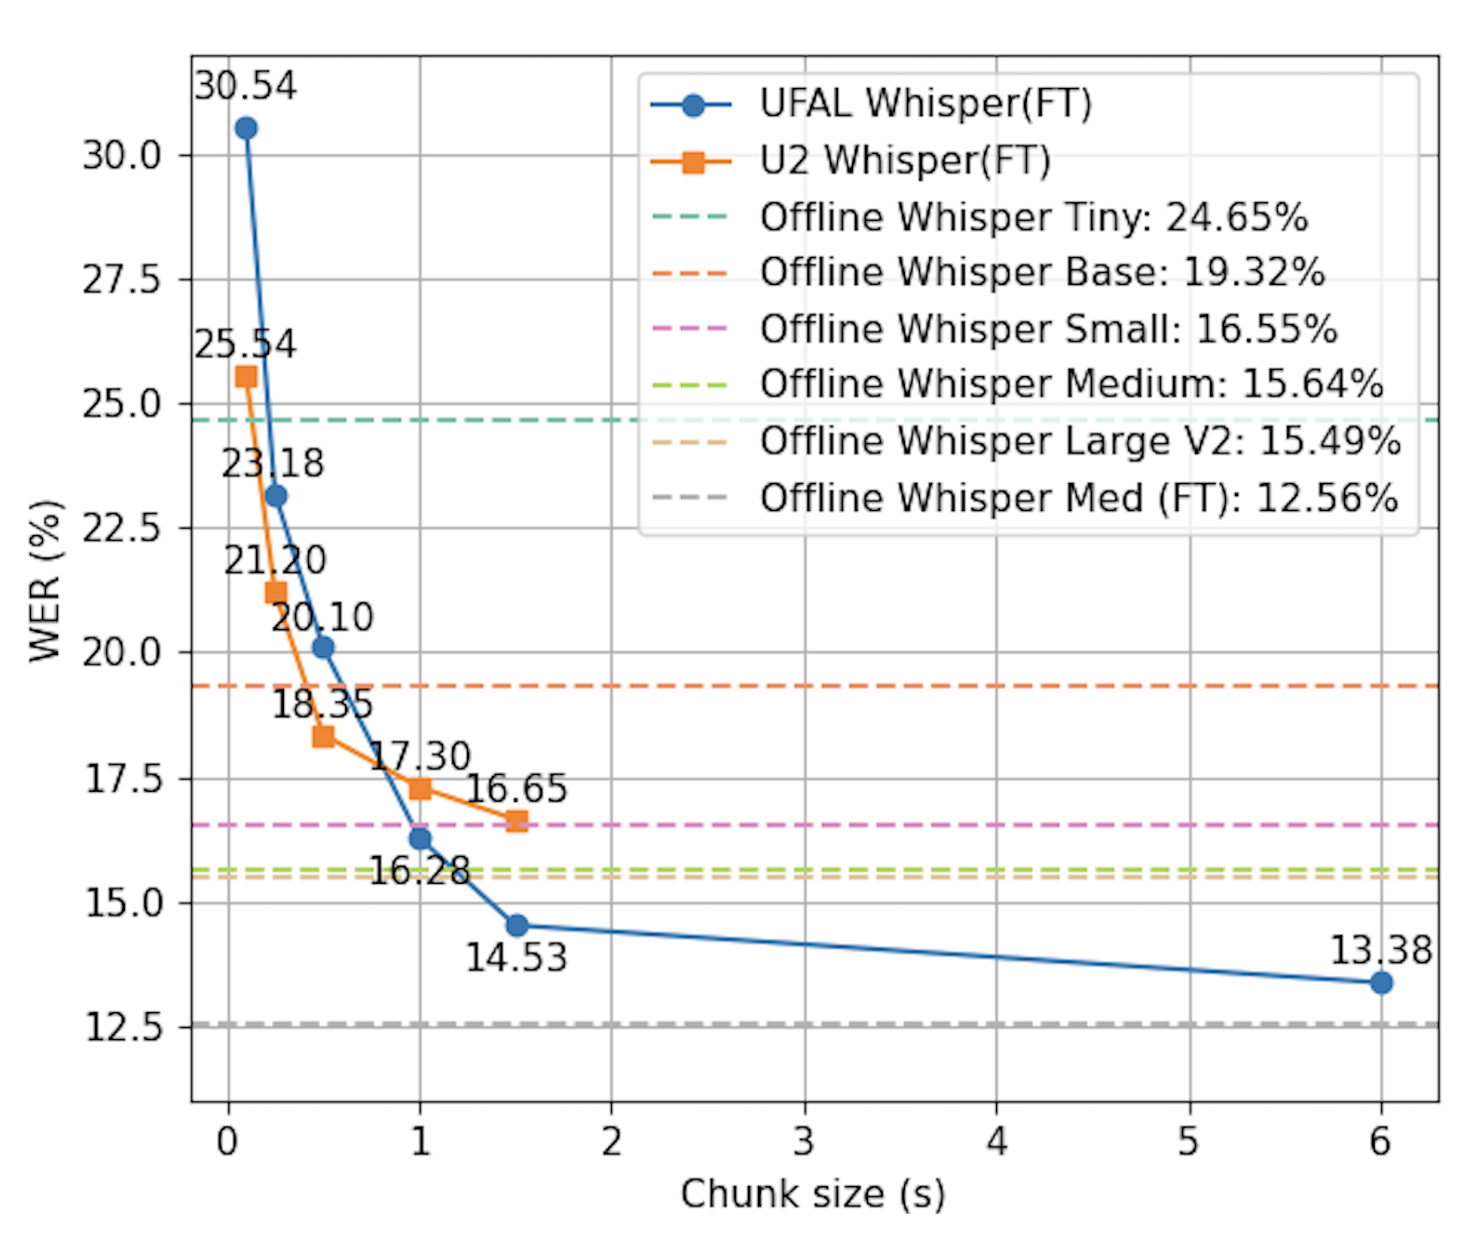 30.54
25.54
23.18
21.20
20.10
18.35
17.30
16.65
16.28
14.53
13.38
UFAL Whisper(FT)
U2 Whisper(FT)
Offline Whisper Tiny: 24.65%
Offline Whisper Base: 19.32%
Offline Whisper Small: 16.55%
Offline Whisper Medium: 15.64%
Offline Whisper Large V2: 15.49%
Offline Whisper Med (FT): 12.56%
WER (%)
30.0
27.5
25.0
22.5
20.0
17.5
15.0
12.5
0 1 2 3 4 5 6
Chunk size (s)